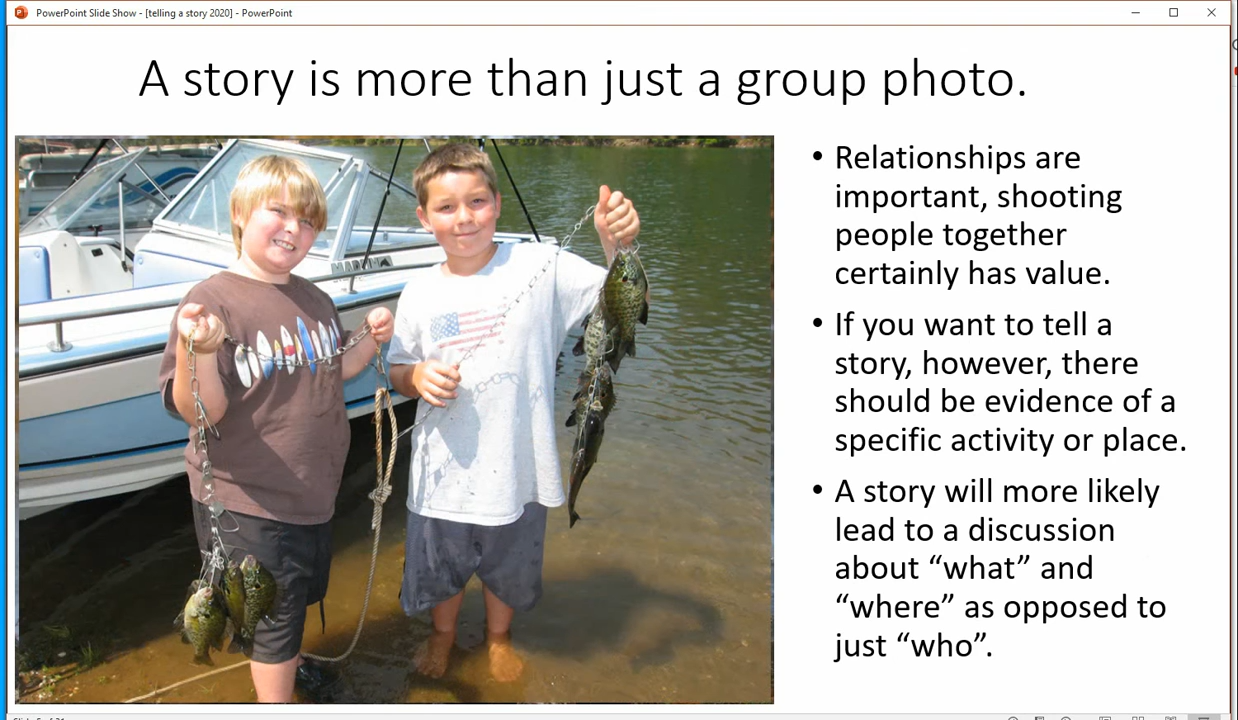 PowerPoint Slide Show - [telling a story 2020] - PowerPoint
A story is more than just a group photo.
• Relationships are
important, shooting
people together
certainly has value.
• If you want to tell a
story, however, there
should be evidence of a
specific activity or place.
• A story will more likely
lead to a discussion
about “what” and
“where” as opposed to
just “who”.